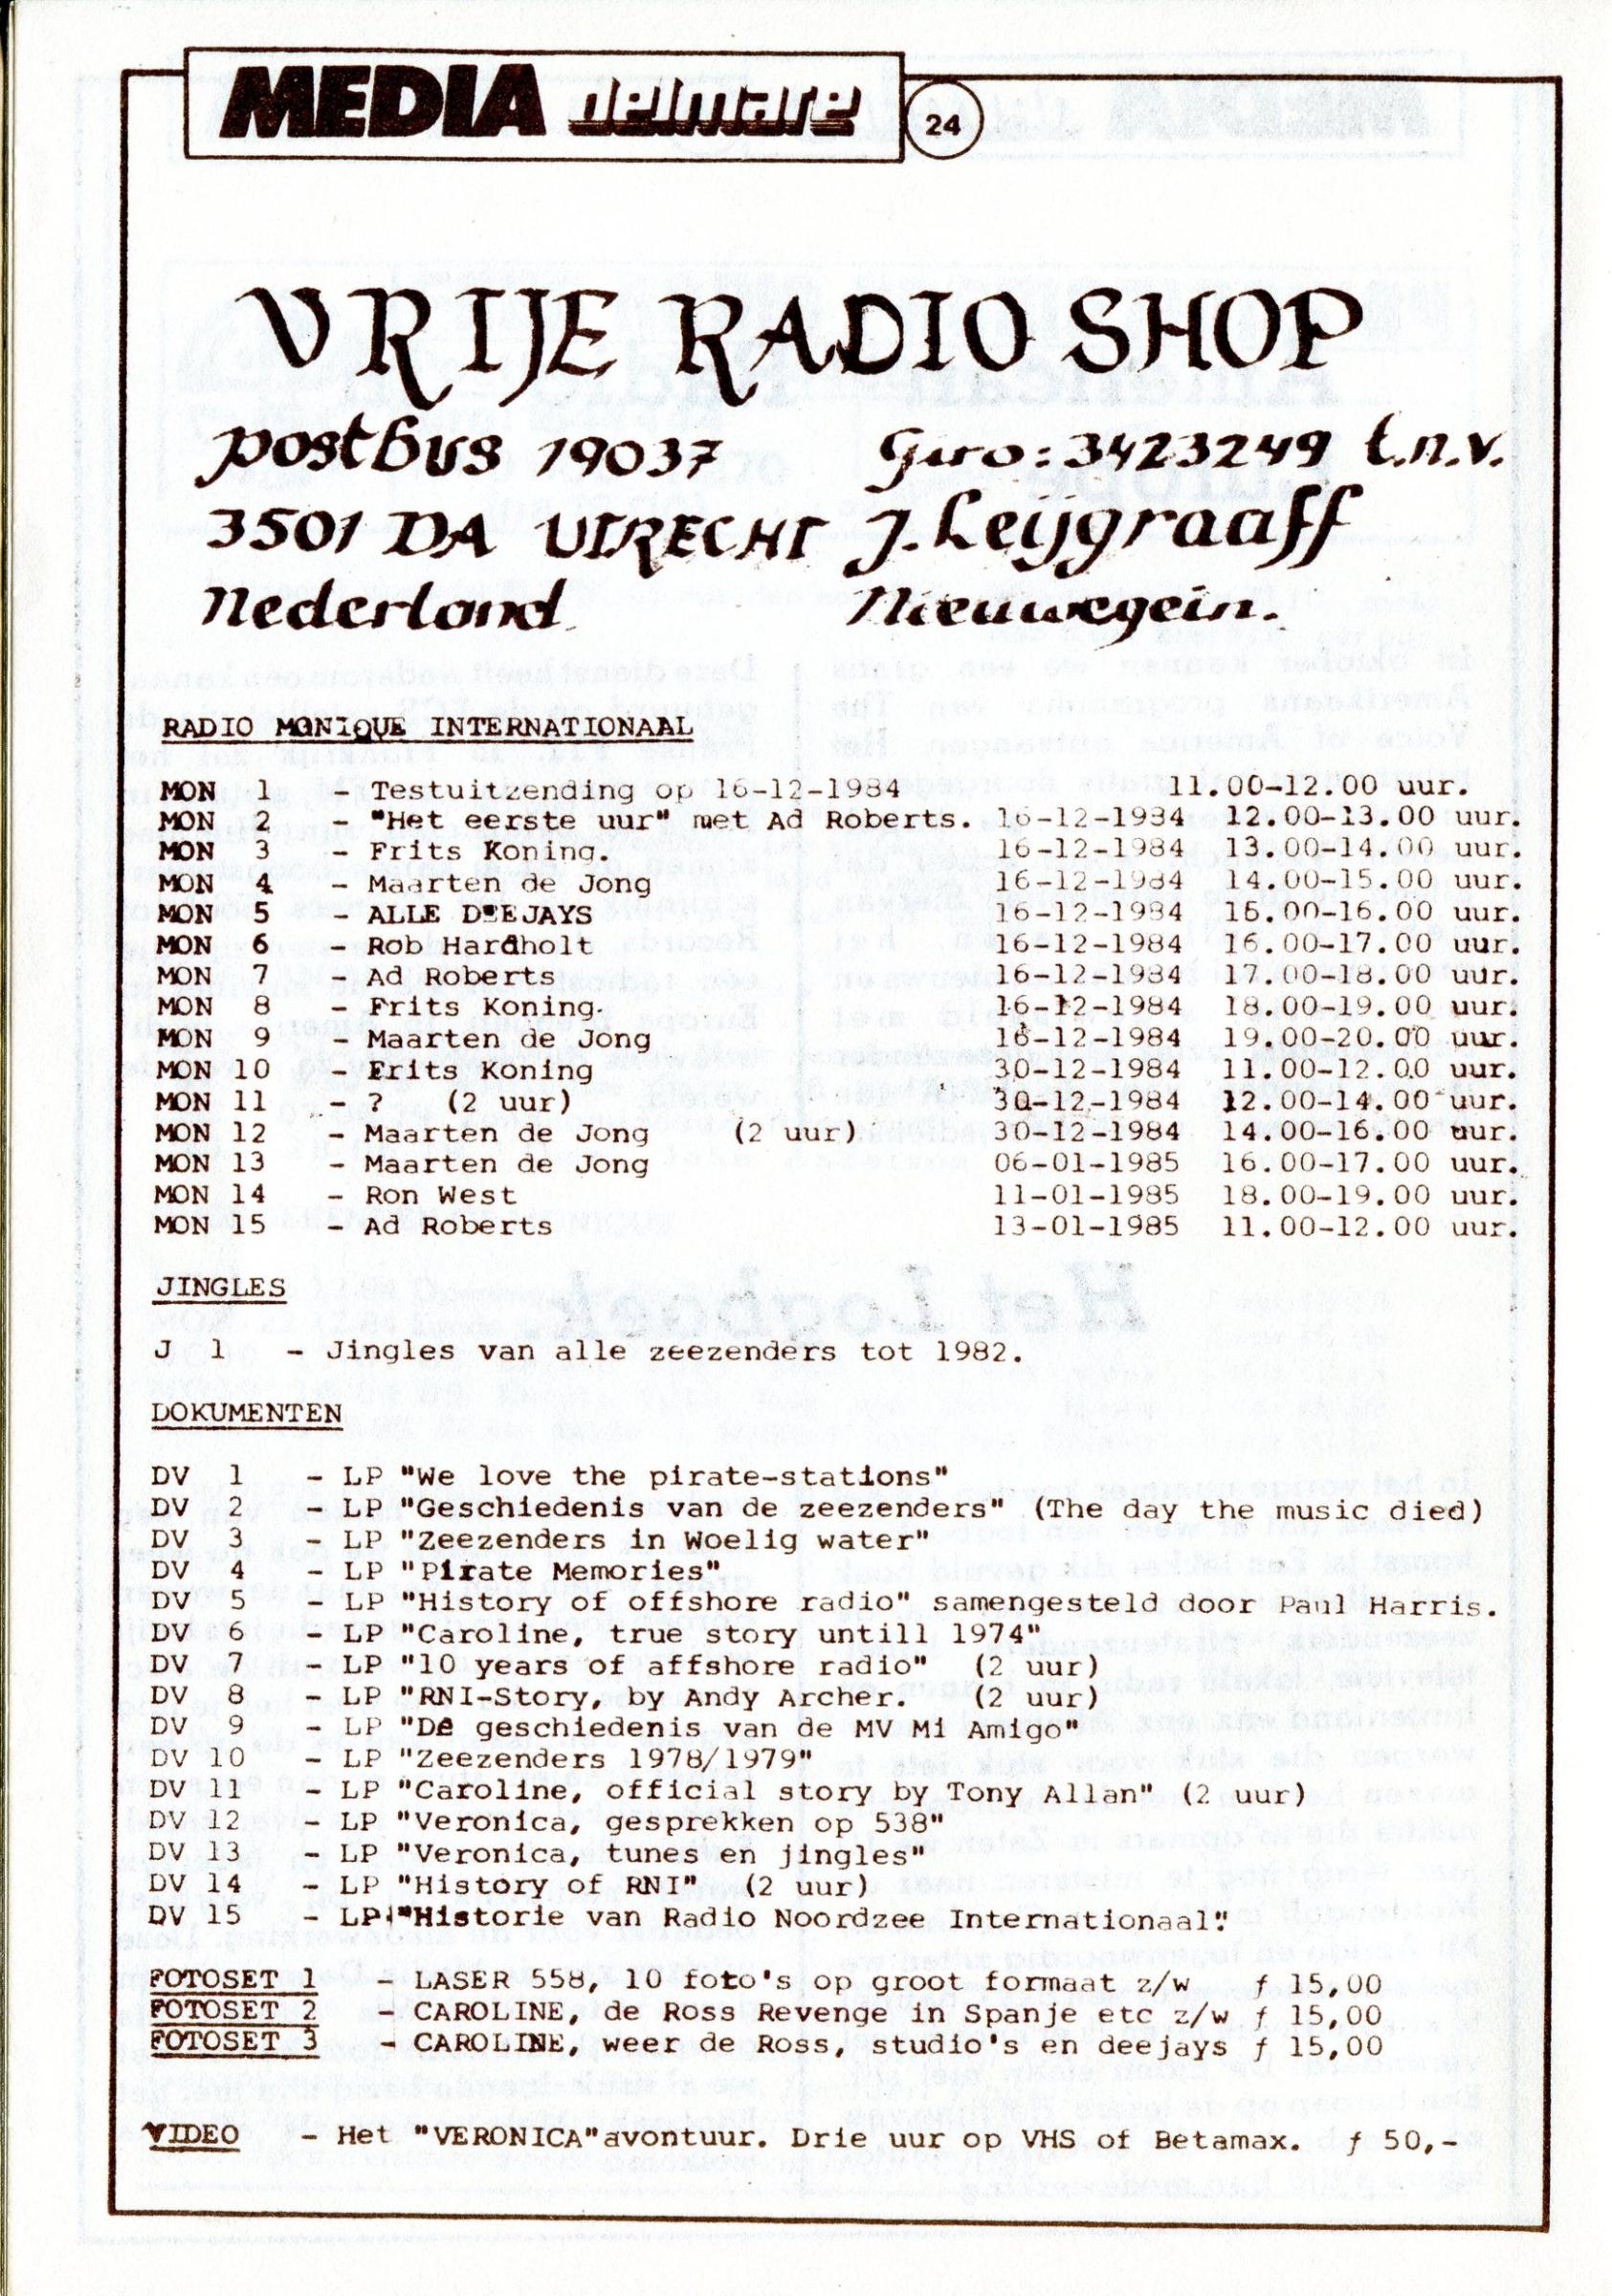 MEDIA delmare 24
VRIJE RADIO SHOP
postbus 19037 Giro: 3423249 t.n.v.
3501 DA UTRECHT J. Leijgraaff
Nederland Nieuwegein.
RADIO MONIQUE INTERNATIONAAL
MON 1 - Testuitzending op 16-12-1984 11.00-12.00 uur.
MON 2 - "Het eerste uur" met Ad Roberts. 16-12-1984 12.00-13.00 uur.
MON 3 - Frits Koning. 16-12-1984 13.00-14.00 uur.
MON 4 - Maarten de Jong 16-12-1984 14.00-15.00 uur.
MON 5 - ALLE DEEJAYS 16-12-1984 15.00-16.00 uur.
MON 6 - Rob Hardholt 16-12-1984 16.00-17.00 uur.
MON 7 - Ad Roberts 16-12-1984 17.00-18.00 uur.
MON 8 - Frits Koning. 16-12-1984 18.00-19.00 uur.
MON 9 - Maarten de Jong 16-12-1984 19.00-20.00 uur.
MON 10 - Frits Koning 30-12-1984 11.00-12.00 uur.
MON 11 - ? (2 uur) 30-12-1984 12.00-14.00 uur.
MON 12 - Maarten de Jong (2 uur) 30-12-1984 14.00-16.00 uur.
MON 13 - Maarten de Jong 06-01-1985 16.00-17.00 uur.
MON 14 - Ron West 11-01-1985 18.00-19.00 uur.
MON 15 - Ad Roberts 13-01-1985 11.00-12.00 uur.
JINGLES
J 1 - Jingles van alle zeezenders tot 1982.
DOKUMENTEN
DV 1 - LP "We love the pirate-stations"
DV 2 - LP "Geschiedenis van de zeezenders" (The day the music died)
DV 3 - LP "Zeezenders in Woelig water"
DV 4 - LP "Pirate Memories"
DV 5 - LP "History of offshore radio" samengesteld door Paul Harris.
DV 6 - LP "Caroline, true story untill 1974"
DV 7 - LP "10 years of affshore radio" (2 uur)
DV 8 - LP "RNI-Story, by Andy Archer. (2 uur)
DV 9 - LP "De geschiedenis van de MV Mi Amigo"
DV 10 - LP "Zeezenders 1978/1979"
DV 11 - LP "Caroline, official story by Tony Allan" (2 uur)
DV 12 - LP "Veronica, gesprekken op 538"
DV 13 - LP "Veronica, tunes en jingles"
DV 14 - LP "History of RNI" (2 uur)
DV 15 - LP "Historie van Radio Noordzee Internationaal".
FOTOSET 1 - LASER 558, 10 foto's op groot formaat z/w ƒ 15,00
FOTOSET 2 - CAROLINE, de Ross Revenge in Spanje etc z/w ƒ 15,00
FOTOSET 3 - CAROLINE, weer de Ross, studio's en deejays ƒ 15,00
VIDEO - Het "VERONICA"avontuur. Drie uur op VHS of Betamax. ƒ 50,-